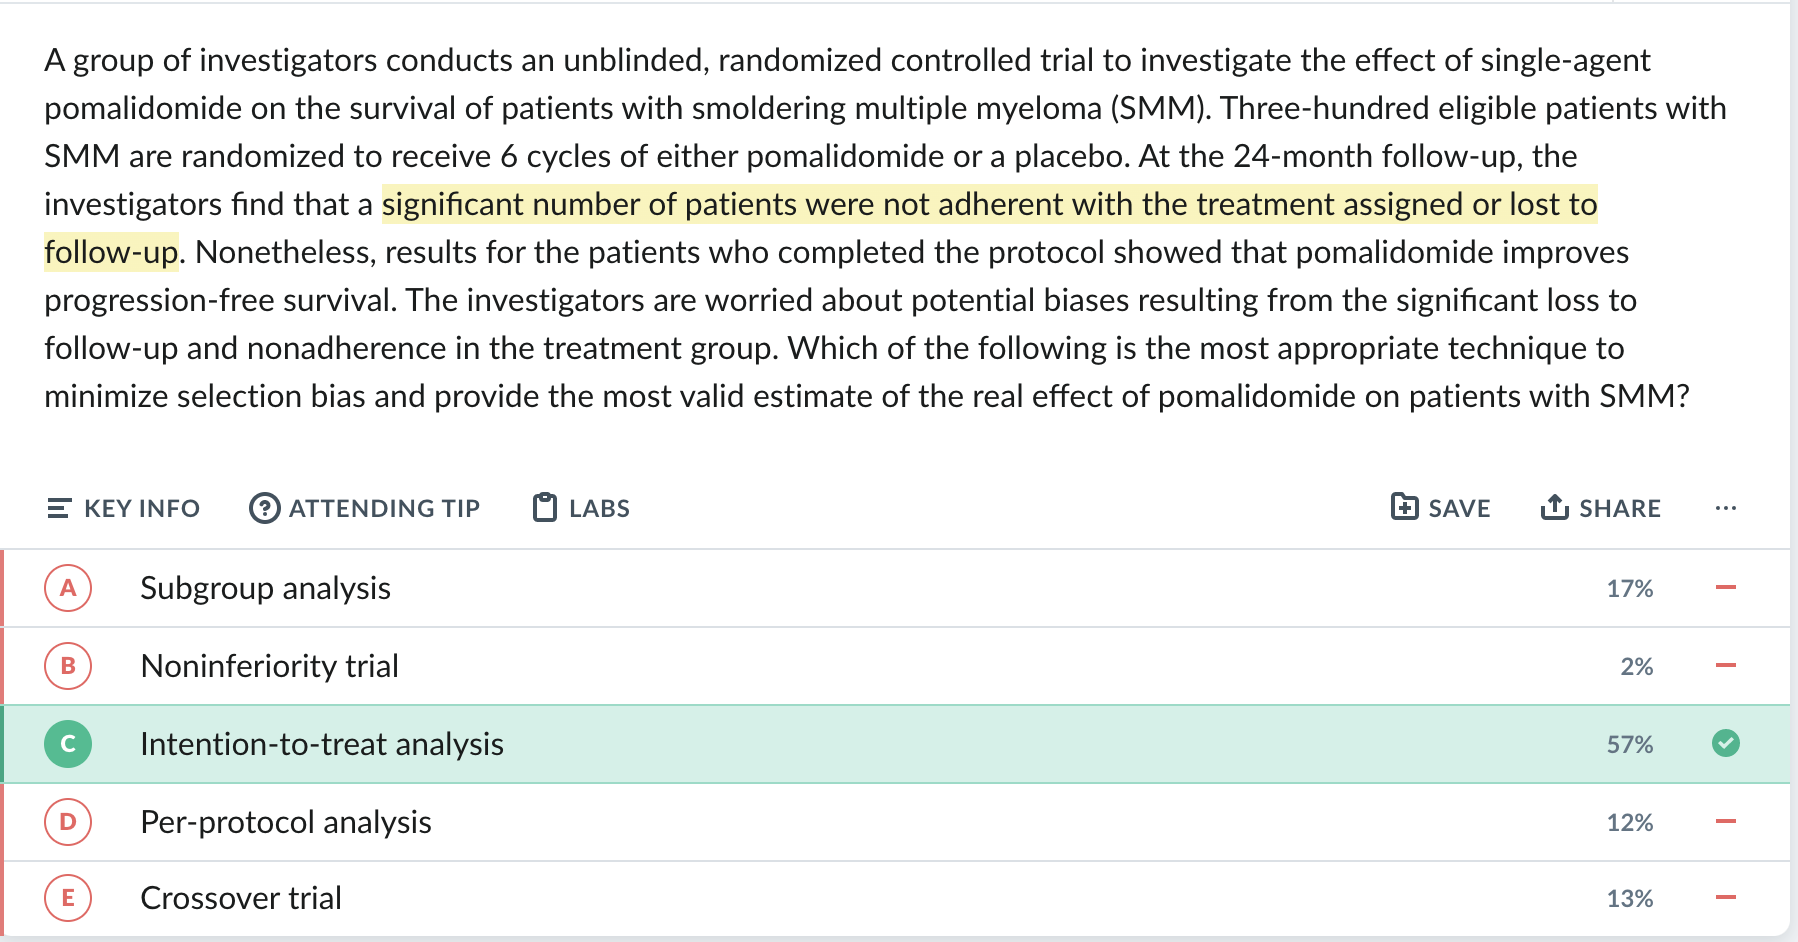 A group of investigators conducts an unblinded, randomized controlled trial to investigate the effect of single-agent
pomalidomide on the survival of patients with smoldering multiple myeloma (SMM). Three-hundred eligible patients with
SMM are randomized to receive 6 cycles of either pomalidomide or a placebo. At the 24-month follow-up, the
investigators find that a significant number of patients were not adherent with the treatment assigned or lost to
follow-up. Nonetheless, results for the patients who completed the protocol showed that pomalidomide improves
progression-free survival. The investigators are worried about potential biases resulting from the significant loss to
follow-up and nonadherence in the treatment group. Which of the following is the most appropriate technique to
minimize selection bias and provide the most valid estimate of the real effect of pomalidomide on patients with SMM?
KEY INFO ATTENDING TIP LABS SAVE SHARE ...
A Subgroup analysis 17%
B Noninferiority trial 2%
C Intention-to-treat analysis 57%
D Per-protocol analysis 12%
E Crossover trial 13%